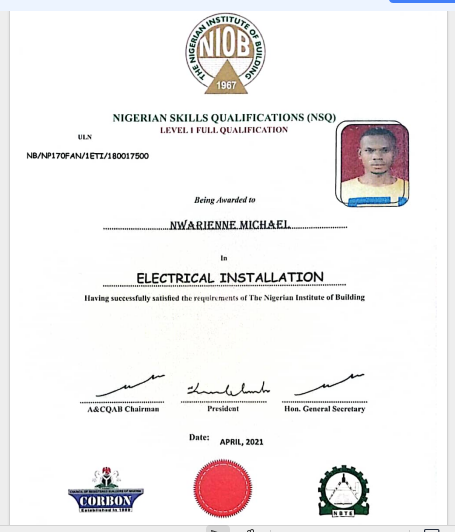 THE NIGERIAN INSTITUTE OF BUILDING
NIOB
1967
NIGERIAN SKILLS QUALIFICATIONS (NSQ)
LEVEL 1 FULL QUALIFICATION
ULN
NB/NP170FAN/1ETI/180017500
Being Awarded to
NWARIENNE MICHAEL
In
ELECTRICAL INSTALLATION
Having successfully satisfied the requirements of The Nigerian Institute of Building
A&CQAB Chairman
President
Hon. General Secretary
Date:
APRIL, 2021
CORBON
Established in 1989
NBTE